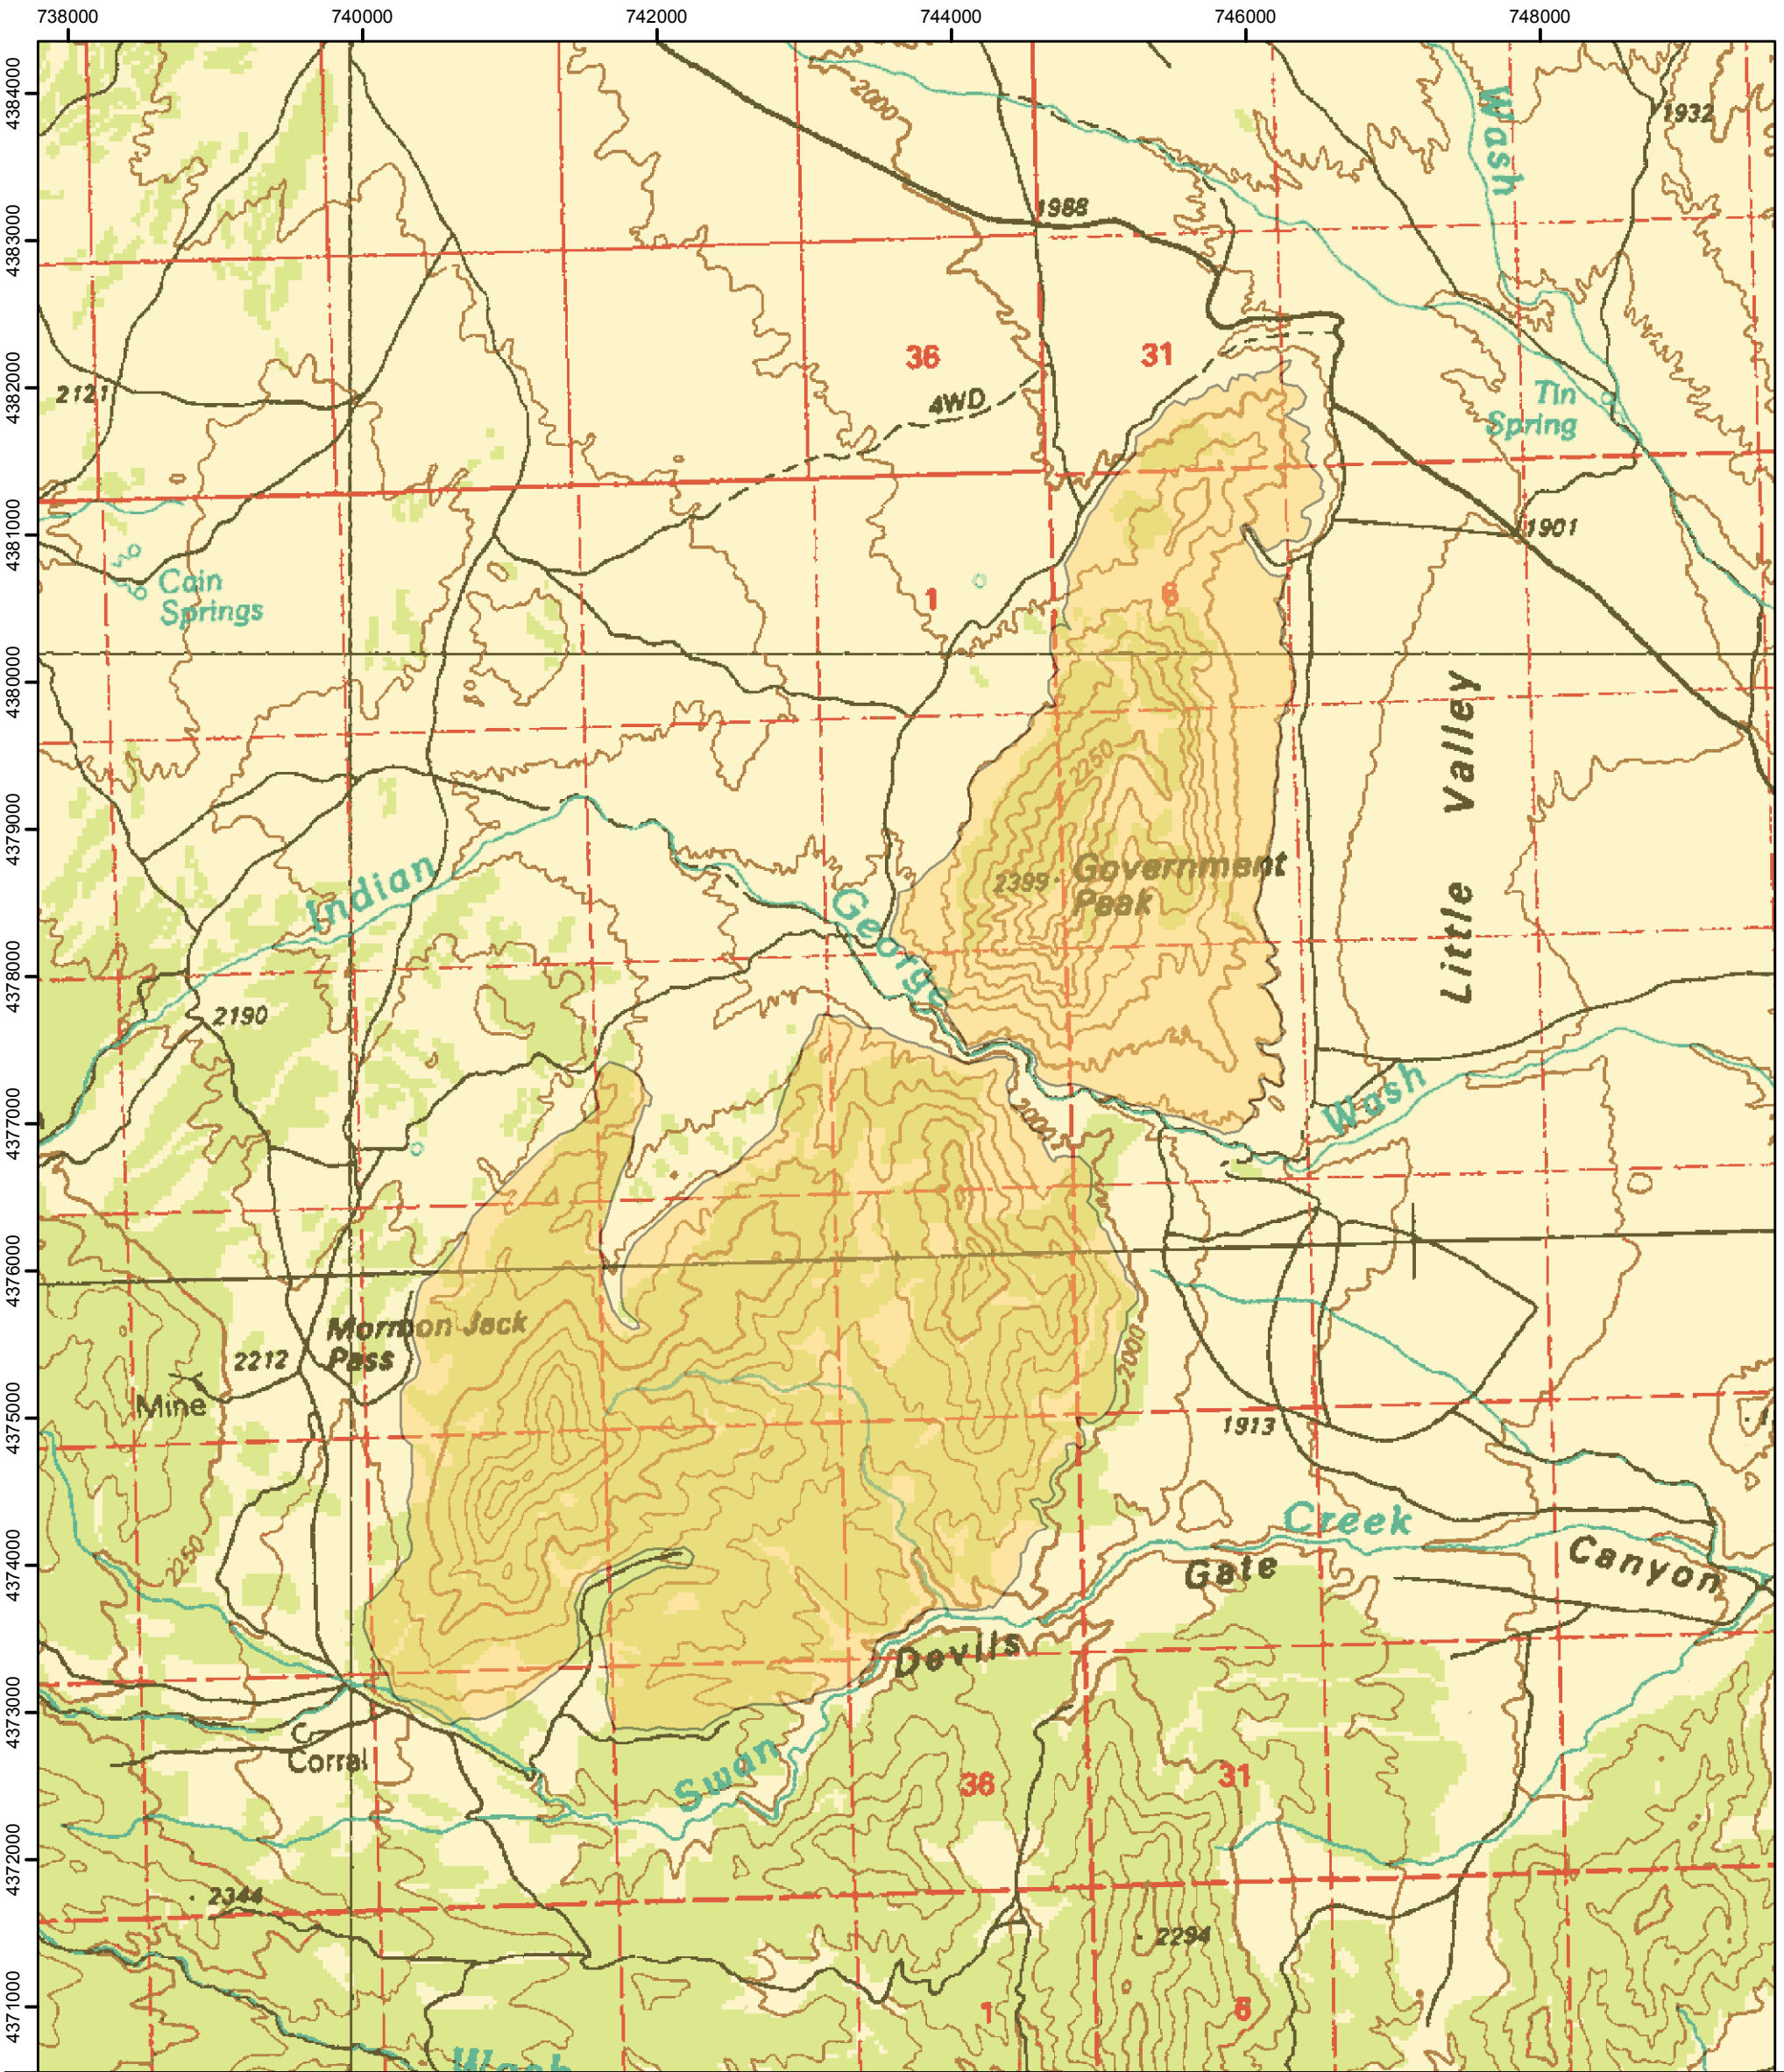 738000 740000 742000 744000 746000 748000
4384000
4383000
4382000
4381000
4380000
4379000
4378000
4377000
4376000
4375000
4374000
4373000
4372000
4371000
2000
Wash
1932
1988
36
31
2121
4WD
Tin
Spring
1901
Cain
Springs
1
6
Little Valley
2250
Government
Peak
2399
Indian
George
2190
Wash
2000
Mormon Jack
Pass
2212
Mine
2000
1913
2250
Creek
Gate
Canyon
Devils
Corral
Swan
36
31
2344
2294
1
6
Wash